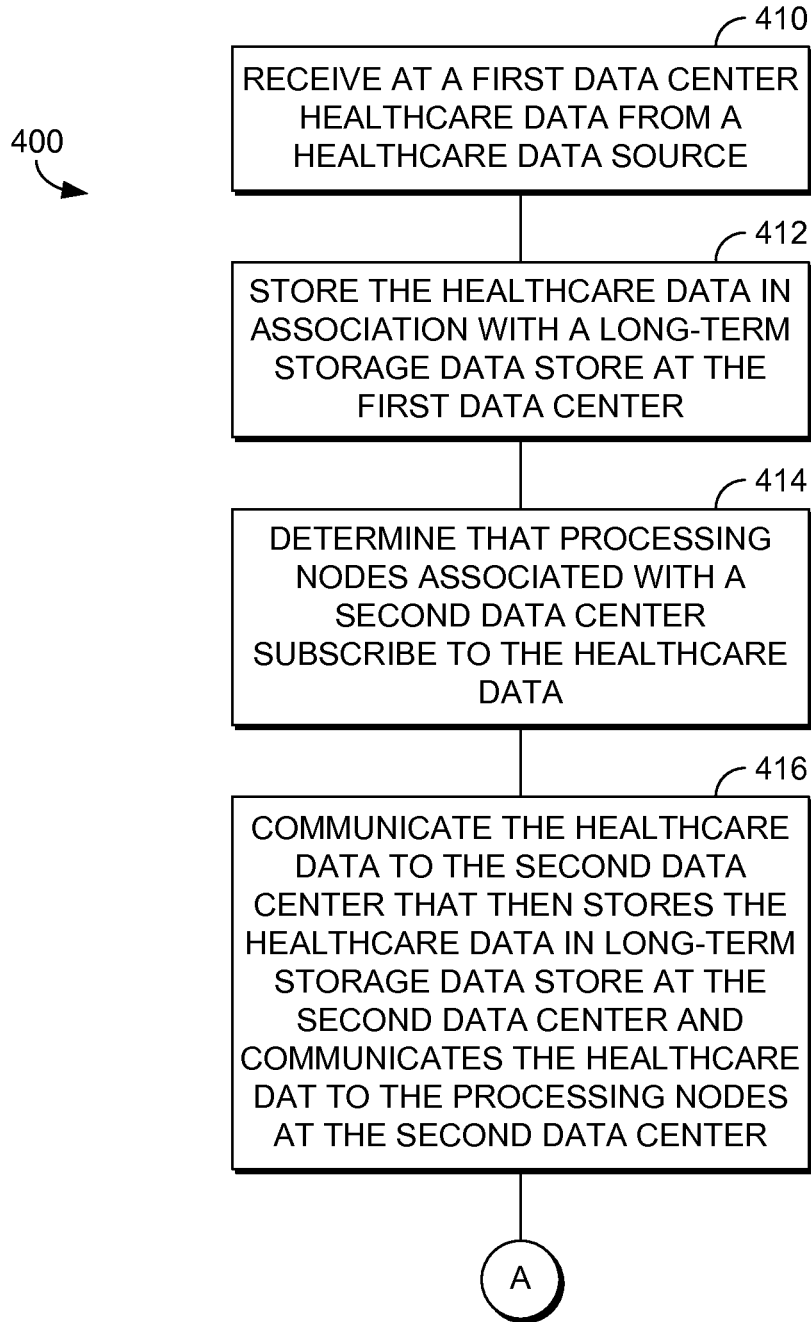 400
410
RECEIVE AT A FIRST DATA CENTER
HEALTHCARE DATA FROM A
HEALTHCARE DATA SOURCE
412
STORE THE HEALTHCARE DATA IN
ASSOCIATION WITH A LONG-TERM
STORAGE DATA STORE AT THE
FIRST DATA CENTER
414
DETERMINE THAT PROCESSING
NODES ASSOCIATED WITH A
SECOND DATA CENTER
SUBSCRIBE TO THE HEALTHCARE
DATA
416
COMMUNICATE THE HEALTHCARE
DATA TO THE SECOND DATA
CENTER THAT THEN STORES THE
HEALTHCARE DATA IN LONG-TERM
STORAGE DATA STORE AT THE
SECOND DATA CENTER AND
COMMUNICATES THE HEALTHCARE
DAT TO THE PROCESSING NODES
AT THE SECOND DATA CENTER
A